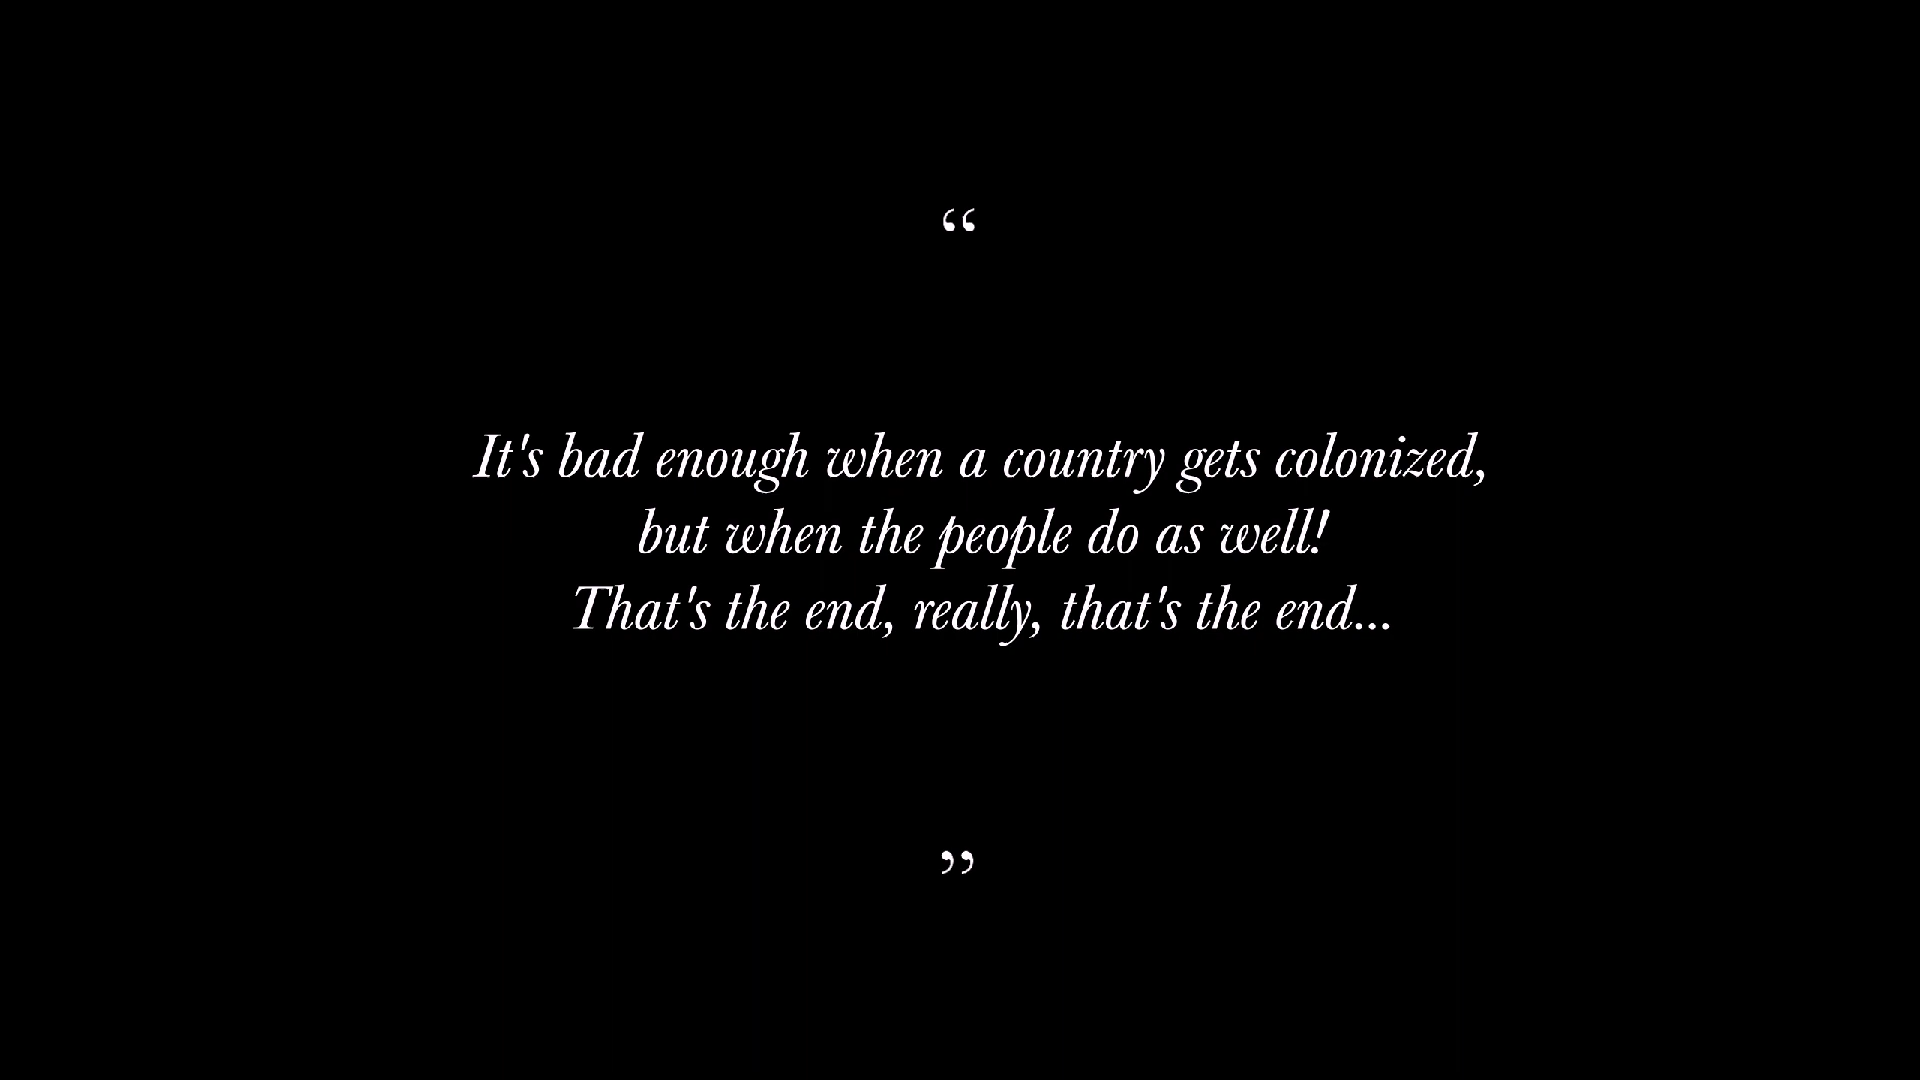 “
It's bad enough when a country gets colonized,
but when the people do as well!
That's the end, really, that's the end...
”